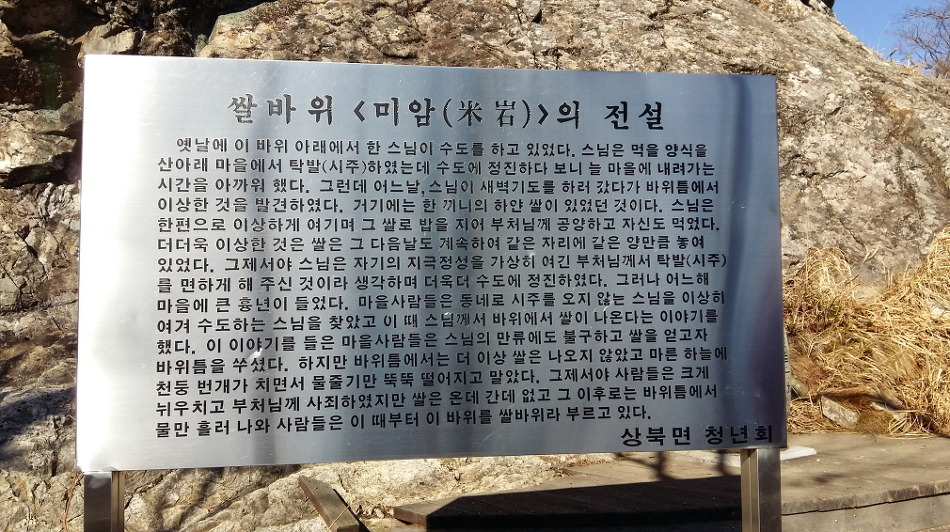 쌀바위 <미암(米岩)>의 전설
옛날에 이 바위 아래에서 한 스님이 수도를 하고 있었다. 스님은 먹을 양식을
산아래 마을에서 탁발(시주)하였는데 수도에 정진하다 보니 늘 마을에 내려가는
시간을 아까워 했다. 그런데 어느날, 스님이 새벽기도를 하러 갔다가 바위틈에서
이상한 것을 발견하였다. 거기에는 한 끼니의 하얀 쌀이 있었던 것이다. 스님은
한편으로 이상하게 여기며 그 쌀로 밥을 지어 부처님께 공양하고 자신도 먹었다.
더더욱 이상한 것은 쌀은 그 다음날도 계속하여 같은 자리에 같은 양만큼 놓여
있었다. 그제서야 스님은 자기의 지극정성을 가상히 여긴 부처님께서 탁발(시주)
를 면하게 해 주신 것이라 생각하며 더욱더 수도에 정진하였다. 그러나 어느해
마을에 큰 흉년이 들었다. 마을사람들은 동네로 시주를 오지 않는 스님을 이상히
여겨 수도하는 스님을 찾았고 이 때 스님께서 바위에서 쌀이 나온다는 이야기를
했다. 이 이야기를 들은 마을사람들은 스님의 만류에도 불구하고 쌀을 얻고자
바위틈을 쑤셨다. 하지만 바위틈에서는 더 이상 쌀은 나오지 않았고 마른 하늘에
천둥 번개가 치면서 물줄기만 뚝뚝 떨어지고 말았다. 그제서야 사람들은 크게
뉘우치고 부처님께 사죄하였지만 쌀은 온데 간데 없고 그 이후로는 바위틈에서
물만 흘러 나와 사람들은 이 때부터 이 바위를 쌀바위라 부르고 있다.
상북면 청년회